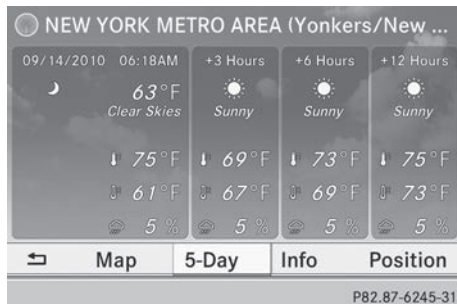 NEW YORK METRO AREA (Yonkers/New ...
09/14/2010 06:18AM +3 Hours +6 Hours +12 Hours
63°F
Clear Skies Sunny Sunny Sunny
75°F 69°F 73°F 75°F
61°F 67°F 69°F 73°F
5 % 5 % 5 % 5 %
Map 5-Day Info Position
P82.87-6245-31